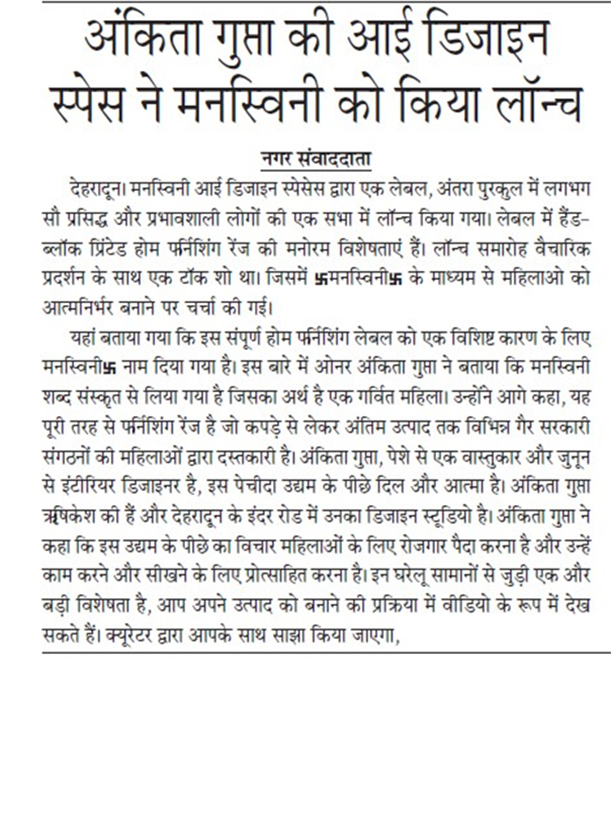 अंकिता गुप्ता की आई डिजाइन
स्पेस ने मनस्विनी को किया लॉन्च
नगर संवाददाता
देहरादून। मनस्विनी आई डिजाइन स्पेसेस द्वारा एक लेबल, अंतरा पुरकुल में लगभग
सौ प्रसिद्ध और प्रभावशाली लोगों की एक सभा में लॉन्च किया गया। लेबल में हैंड-
ब्लॉक प्रिंटेड होम फर्निशिंग रेंज की मनोरम विशेषताएं हैं। लॉन्च समारोह वैचारिक
प्रदर्शन के साथ एक टॉक शो था। जिसमें 卐मनस्विनी卐 के माध्यम से महिलाओ को
आत्मनिर्भर बनाने पर चर्चा की गई।
यहां बताया गया कि इस संपूर्ण होम फर्निशिंग लेबल को एक विशिष्ट कारण के लिए
मनस्विनी卐 नाम दिया गया है। इस बारे में ओनर अंकिता गुप्ता ने बताया कि मनस्विनी
शब्द संस्कृत से लिया गया है जिसका अर्थ है एक गर्वित महिला। उन्होंने आगे कहा, यह
पूरी तरह से फर्निशिंग रेंज है जो कपड़े से लेकर अंतिम उत्पाद तक विभिन्न गैर सरकारी
संगठनों की महिलाओं द्वारा दस्तकारी है। अंकिता गुप्ता, पेशे से एक वास्तुकार और जुनून
से इंटीरियर डिजाइनर है, इस पेचीदा उद्यम के पीछे दिल और आत्मा है। अंकिता गुप्ता
ऋषिकेश की हैं और देहरादून के इंदर रोड में उनका डिजाइन स्टूडियो है। अंकिता गुप्ता ने
कहा कि इस उद्यम के पीछे का विचार महिलाओं के लिए रोजगार पैदा करना है और उन्हें
काम करने और सीखने के लिए प्रोत्साहित करना है। इन घरेलू सामानों से जुड़ी एक और
बड़ी विशेषता है, आप अपने उत्पाद को बनाने की प्रक्रिया में वीडियो के रूप में देख
सकते हैं। क्यूरेटर द्वारा आपके साथ साझा किया जाएगा,